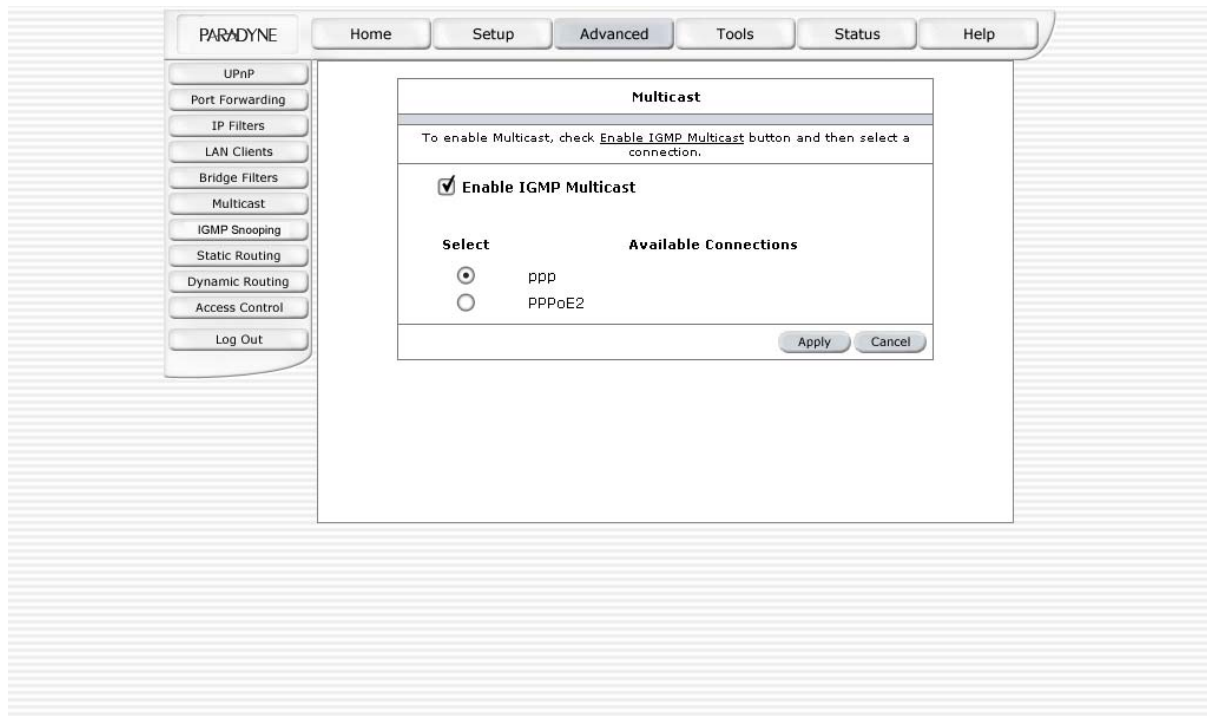 PARADYNE
Home
Setup
Advanced
Tools
Status
Help
UPnP
Port Forwarding
IP Filters
LAN Clients
Bridge Filters
Multicast
IGMP Snooping
Static Routing
Dynamic Routing
Access Control
Log Out
Multicast
To enable Multicast, check Enable IGMP Multicast button and then select a
connection.
Enable IGMP Multicast
Select Available Connections
ppp
PPPoE2
Apply Cancel